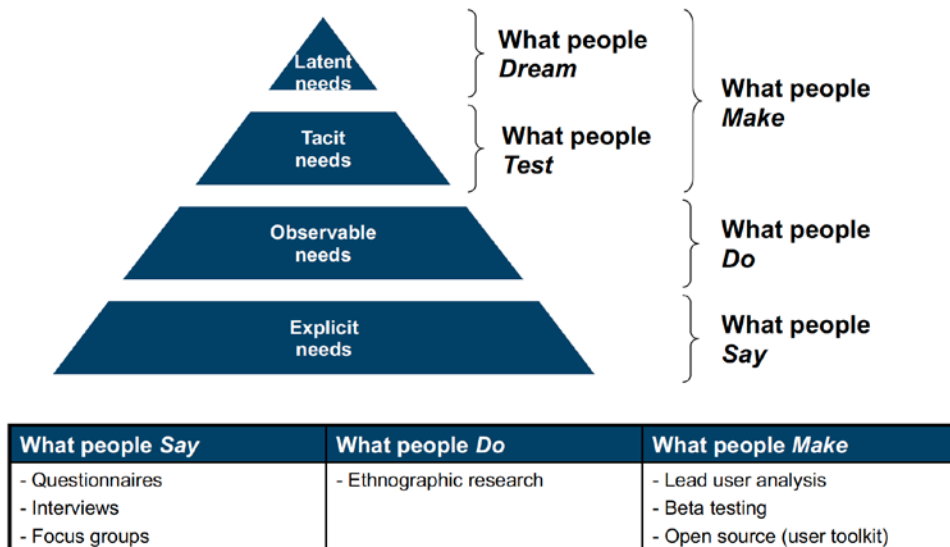 Latent
needs
What people
Dream
What people
Make
Tacit
needs
What people
Test
Observable
needs
What people
Do
Explicit
needs
What people
Say
What people Say
What people Do
What people Make
- Questionnaires
- Interviews
- Focus groups
- Ethnographic research
- Lead user analysis
- Beta testing
- Open source (user toolkit)